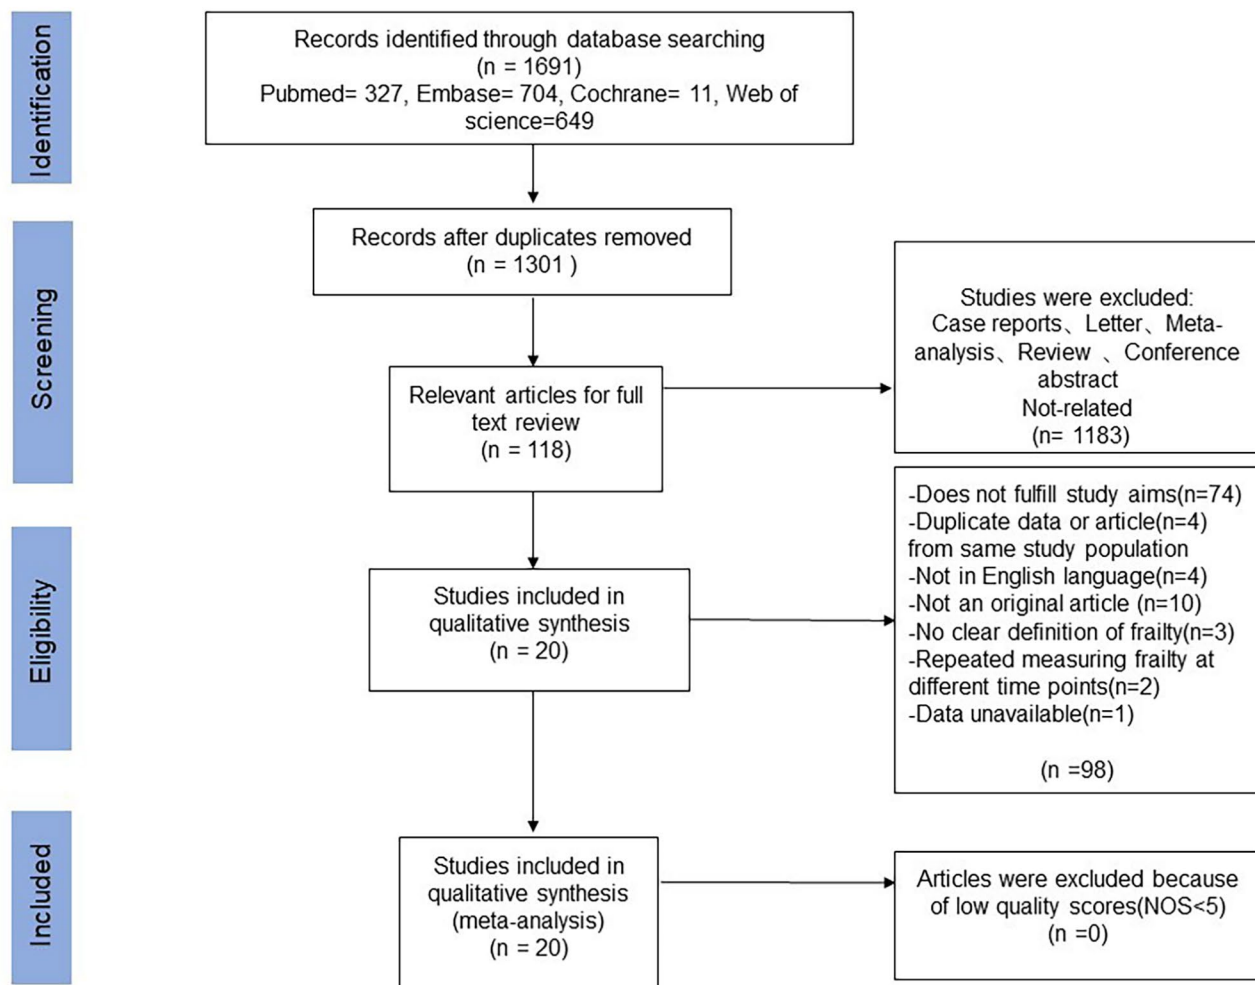 Identification
Records identified through database searching
(n = 1691)
Pubmed= 327, Embase= 704, Cochrane= 11, Web of
science=649
Screening
Records after duplicates removed
(n = 1301 )
Relevant articles for full
text review
(n = 118)
Studies were excluded:
Case reports、Letter、Meta-
analysis、Review 、Conference
abstract
Not-related
(n= 1183)
Eligibility
Studies included in
qualitative synthesis
(n = 20)
-Does not fulfill study aims(n=74)
-Duplicate data or article(n=4)
from same study population
-Not in English language(n=4)
-Not an original article (n=10)
-No clear definition of frailty(n=3)
-Repeated measuring frailty at
different time points(n=2)
-Data unavailable(n=1)
(n =98)
Included
Studies included in
qualitative synthesis
(meta-analysis)
(n = 20)
Articles were excluded because
of low quality scores(NOS<5)
(n =0)